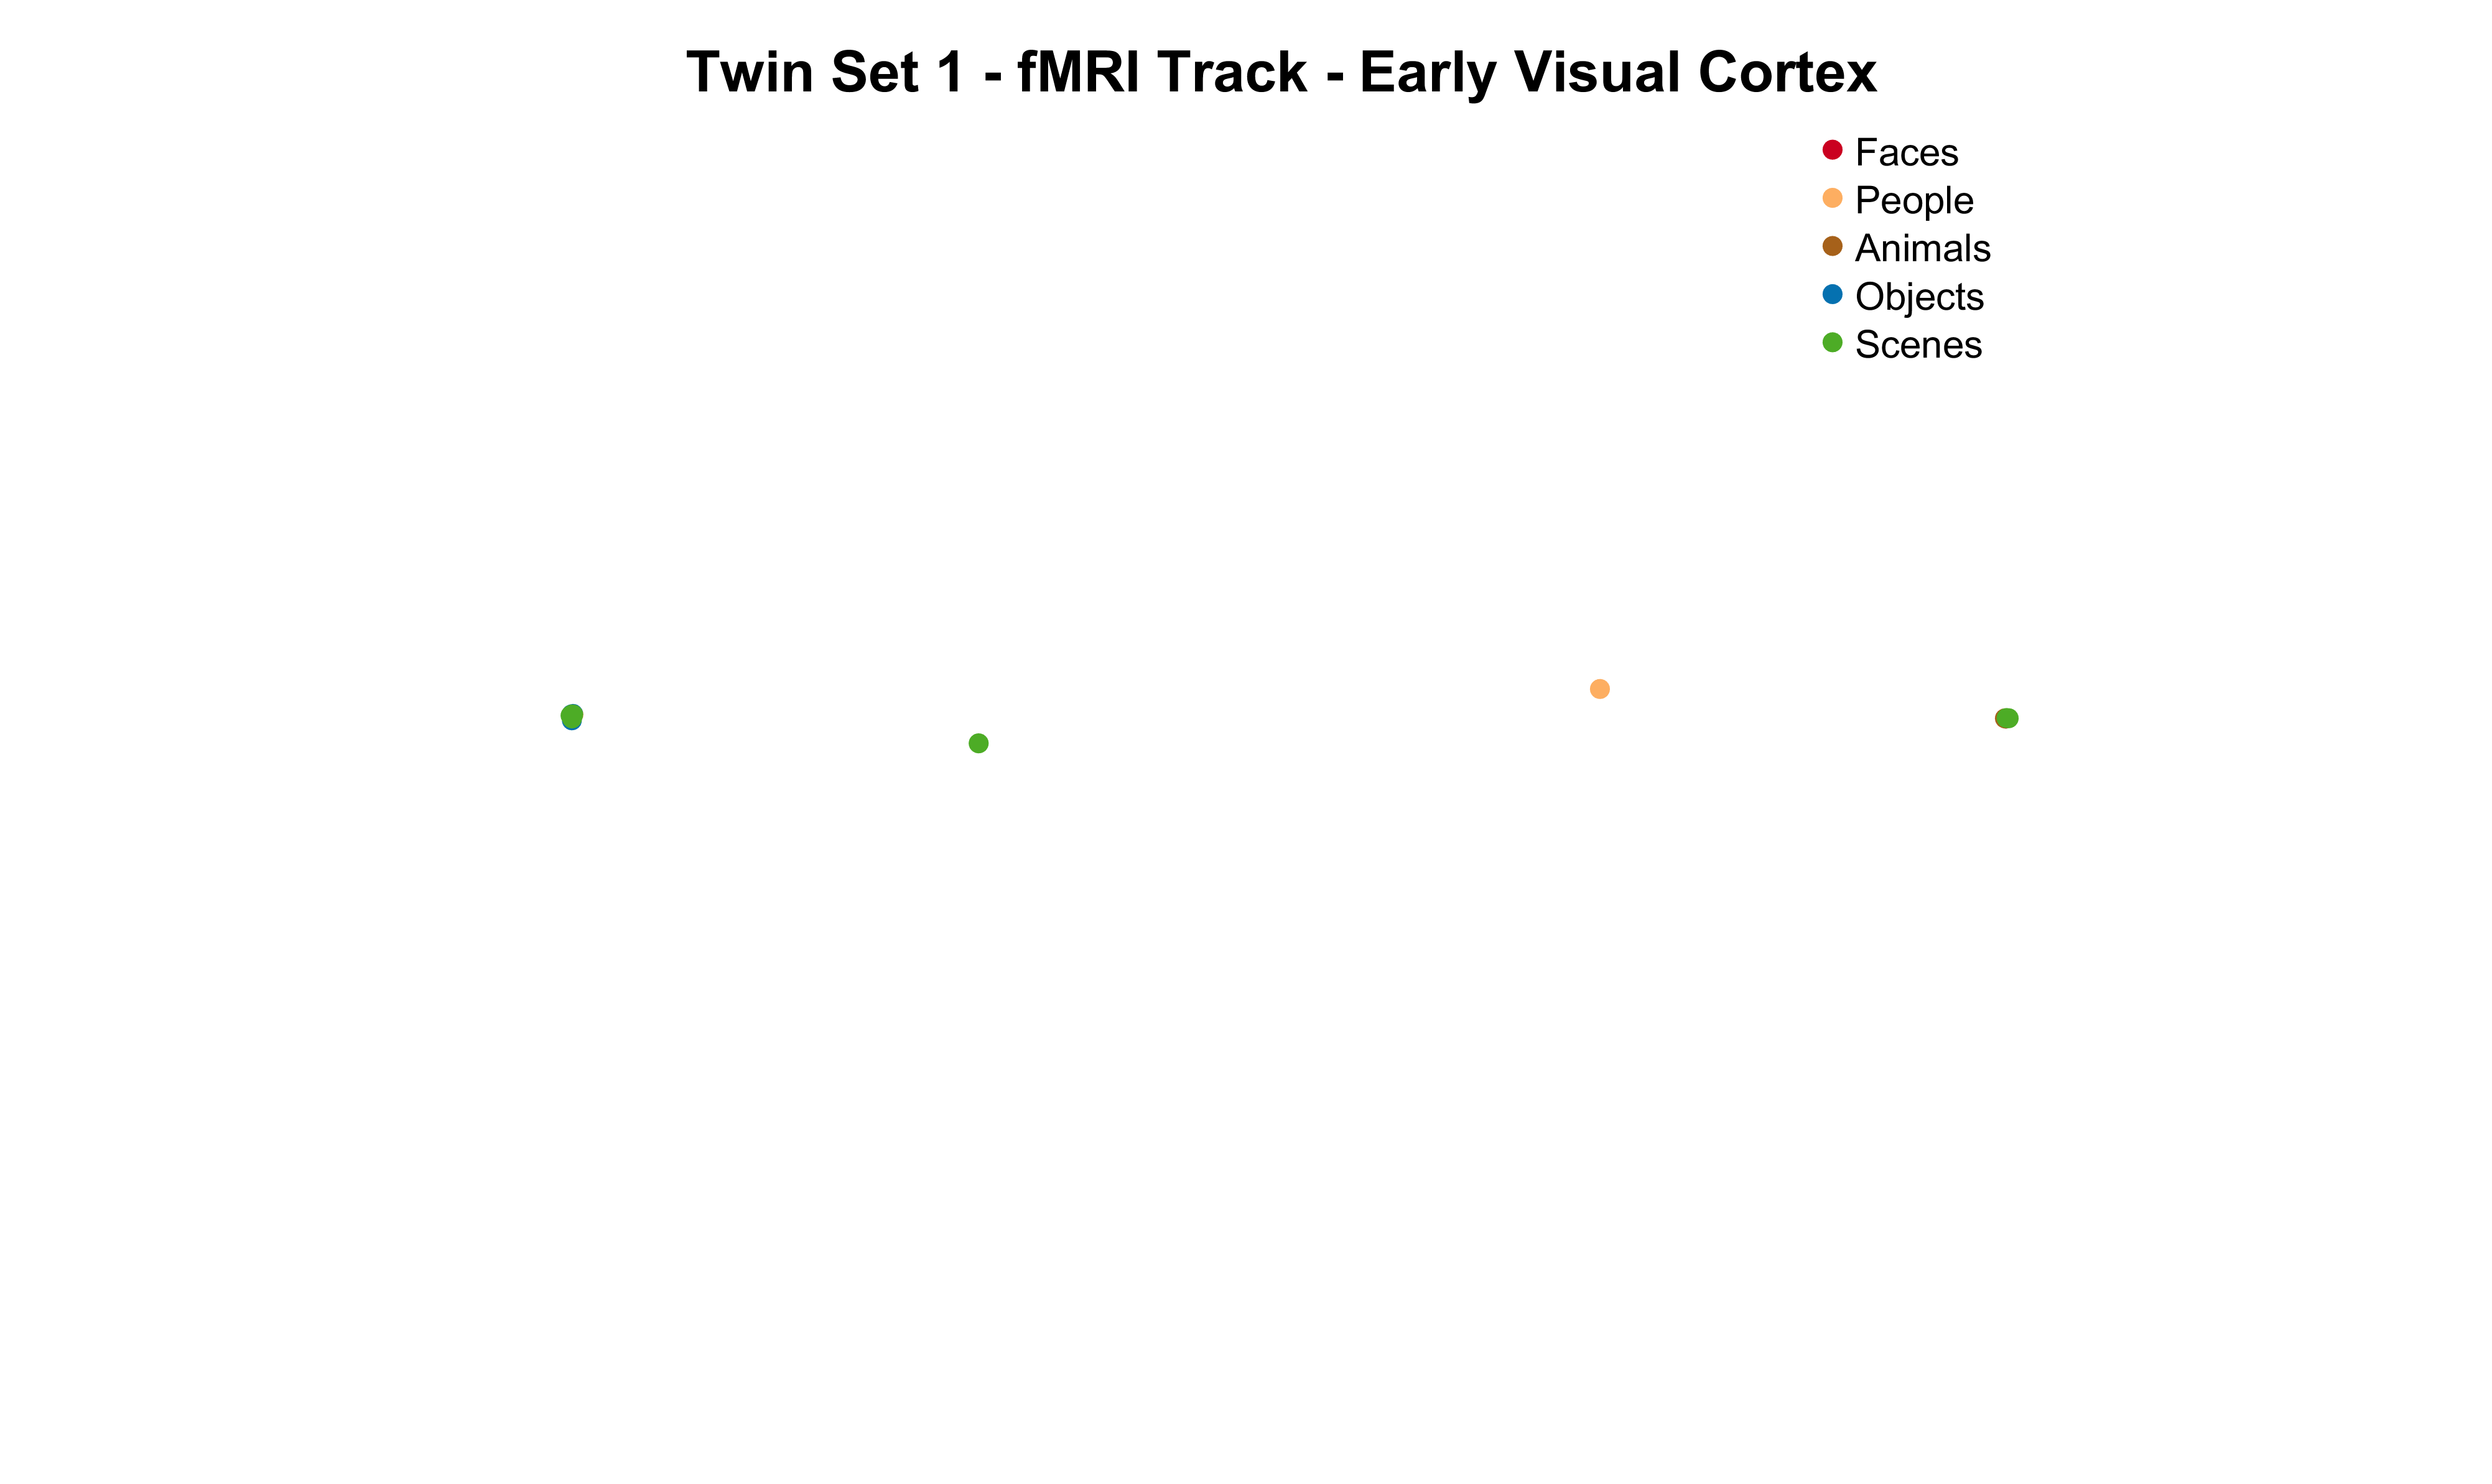 Twin Set 1 - fMRI Track - Early Visual Cortex
Faces
People
Animals
Objects
Scenes